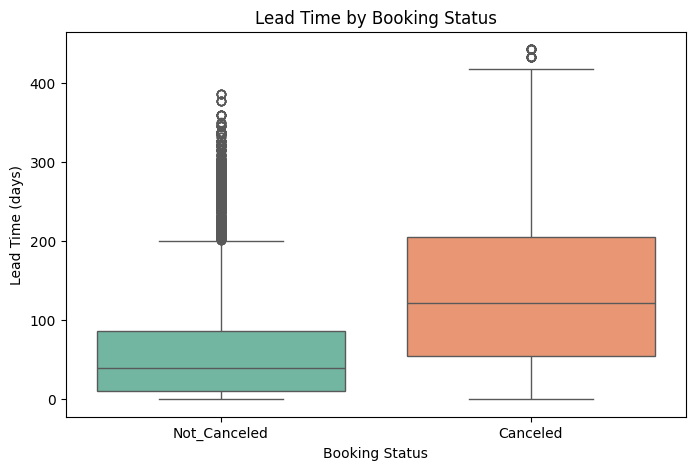 Lead Time by Booking Status
Lead Time (days)
400
300
200
100
0
Not_Canceled
Canceled
Booking Status